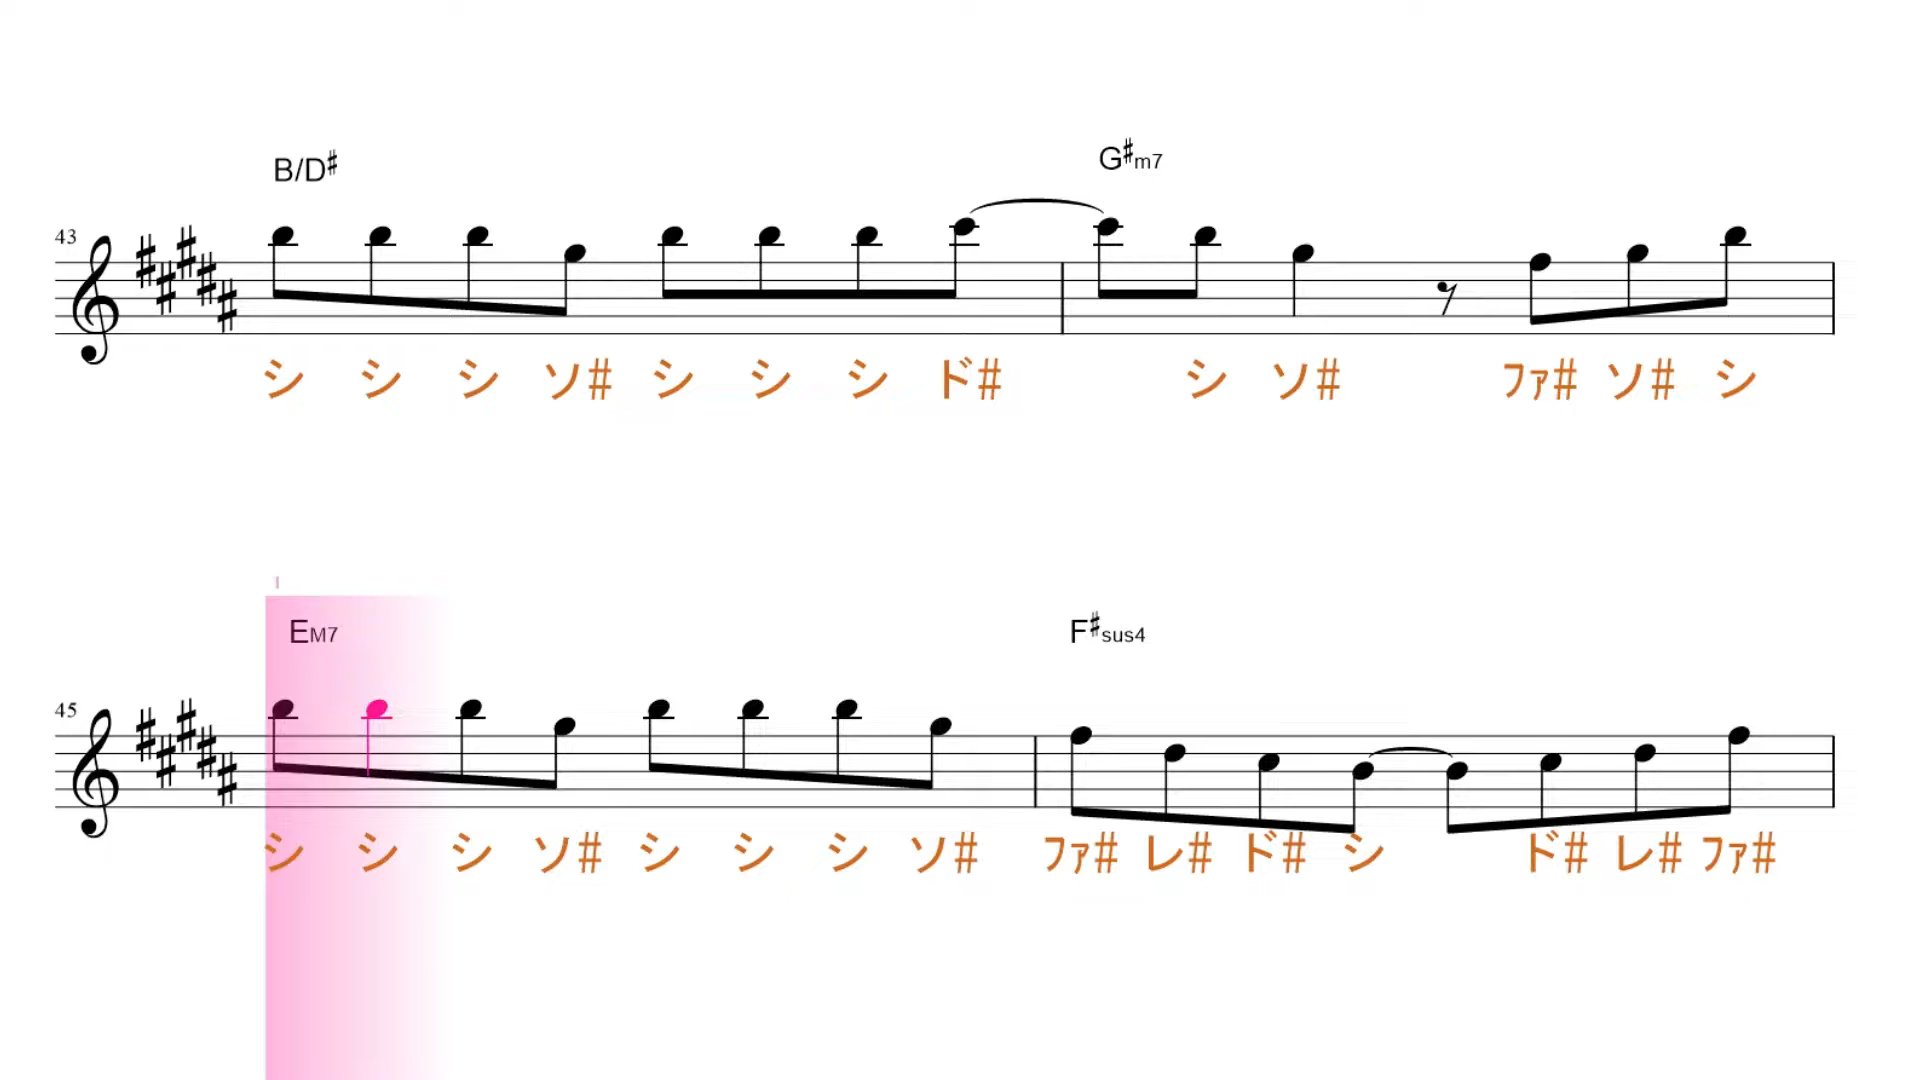 B/D♯ G♯m7
43
シ シ シ ソ# シ シ シ ド# シ ソ# ファ# ソ# シ
EM7 F♯sus4
45
シ シ シ ソ# シ シ シ ソ# ファ# レ# ド# シ ド# レ# ファ#